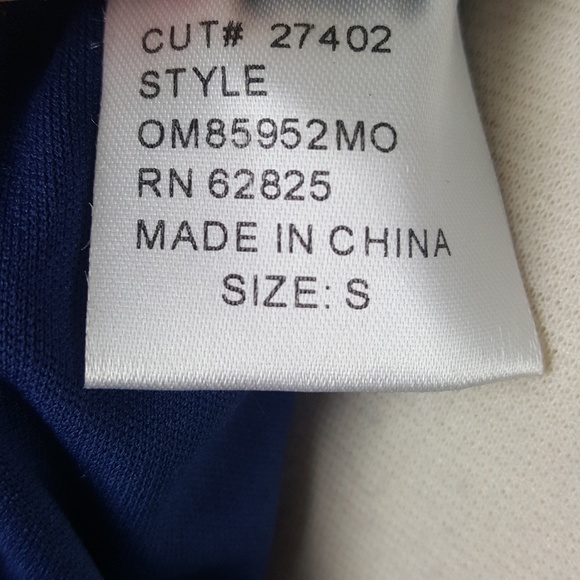 CUT# 27402
STYLE
OM85952MO
RN 62825
MADE IN CHINA
SIZE: S